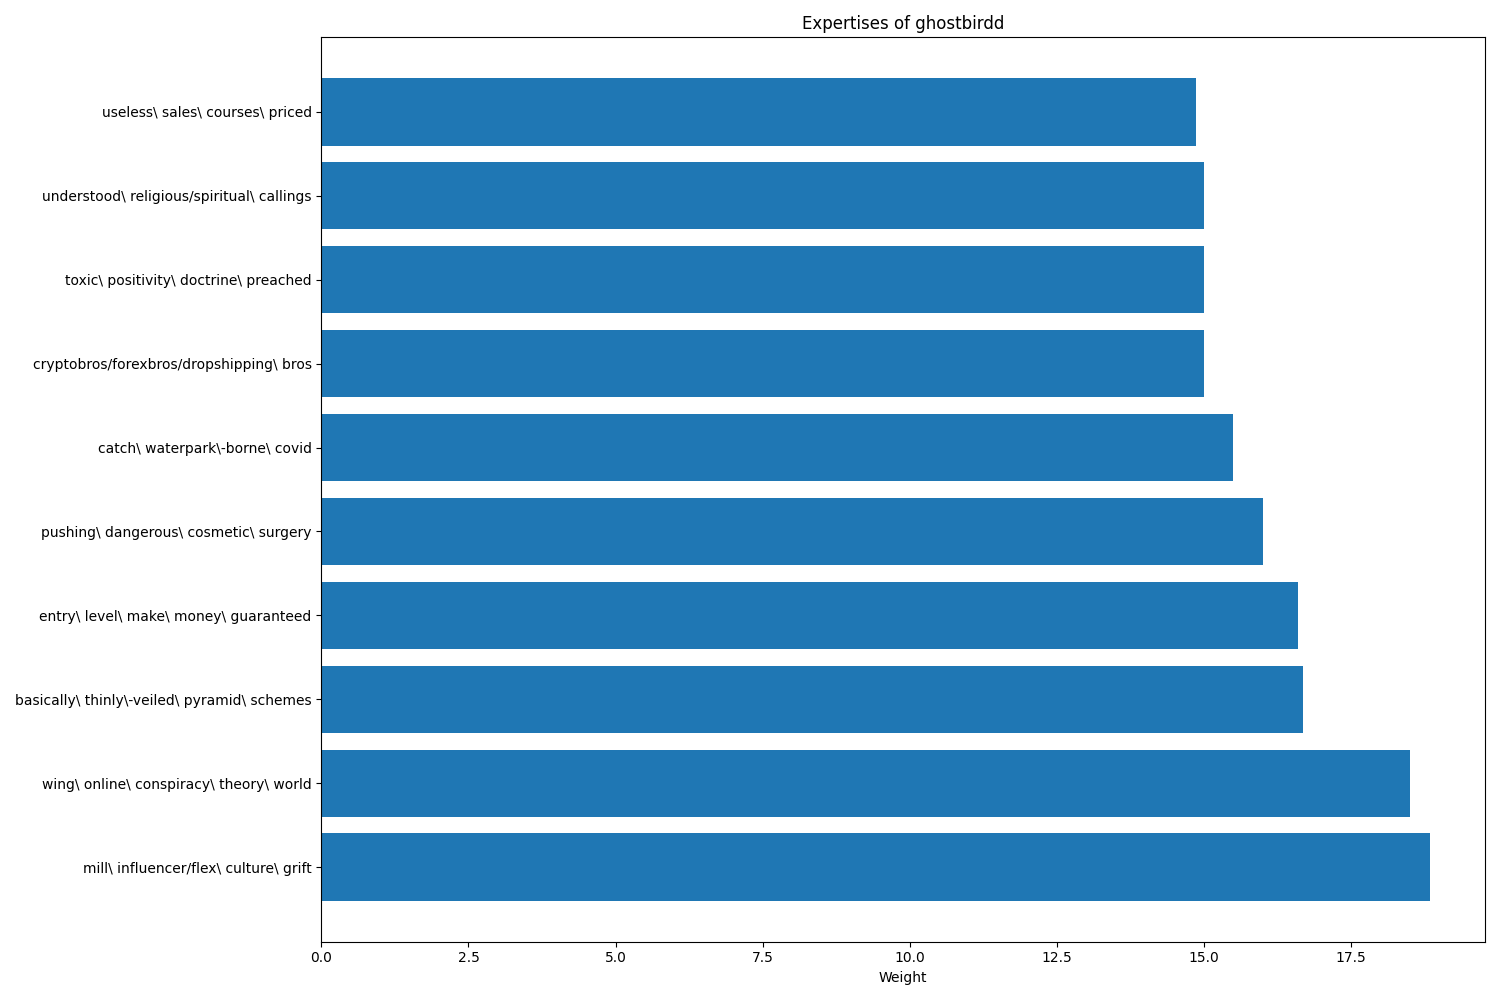 Expertises of ghostbirdd
useless\ sales\ courses\ priced
understood\ religious/spiritual\ callings
toxic\ positivity\ doctrine\ preached
cryptobros/forexbros/dropshipping\ bros
catch\ waterpark\-borne\ covid
pushing\ dangerous\ cosmetic\ surgery
entry\ level\ make\ money\ guaranteed
basically\ thinly\-veiled\ pyramid\ schemes
wing\ online\ conspiracy\ theory\ world
mill\ influencer/flex\ culture\ grift
0.0 2.5 5.0 7.5 10.0 12.5 15.0 17.5
Weight